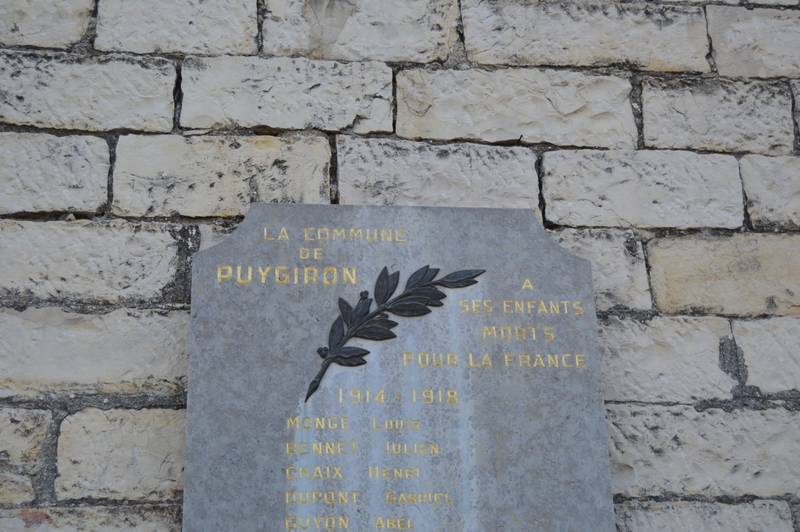 LA COMMUNE
DE
PUYGIRON
A
SES ENFANTS
MORTS
POUR LA FRANCE
1914-1918
MONGE LOUIS
BONNET JULIEN
CHAIX HENRI
DUPONT GABRIEL
GUYON ABEL